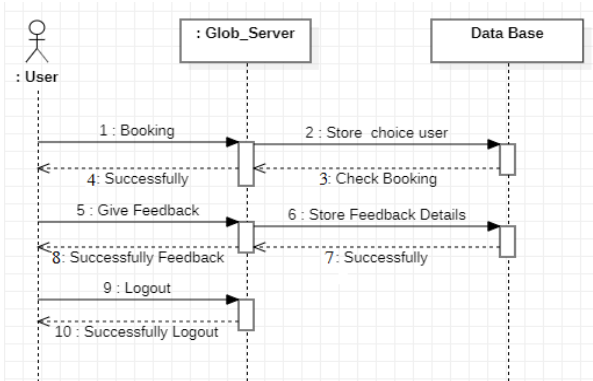 : Glob_Server
Data Base
: User
1 : Booking
2 : Store choice user
4: Successfully
3: Check Booking
5 : Give Feedback
6 : Store Feedback Details
8: Successfully Feedback
7: Successfully
9 : Logout
10 : Successfully Logout